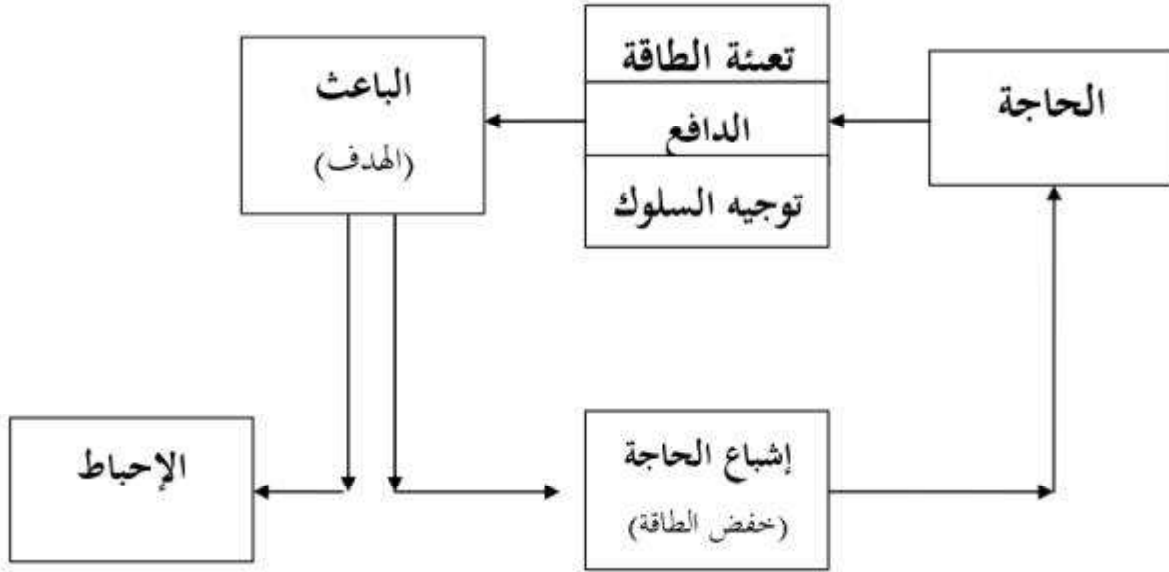 الحاجة
تعبئة الطاقة
الدافع
توجيه السلوك
الباعث
(الهدف)
إشباع الحاجة
(خفض الطاقة)
الإحباط